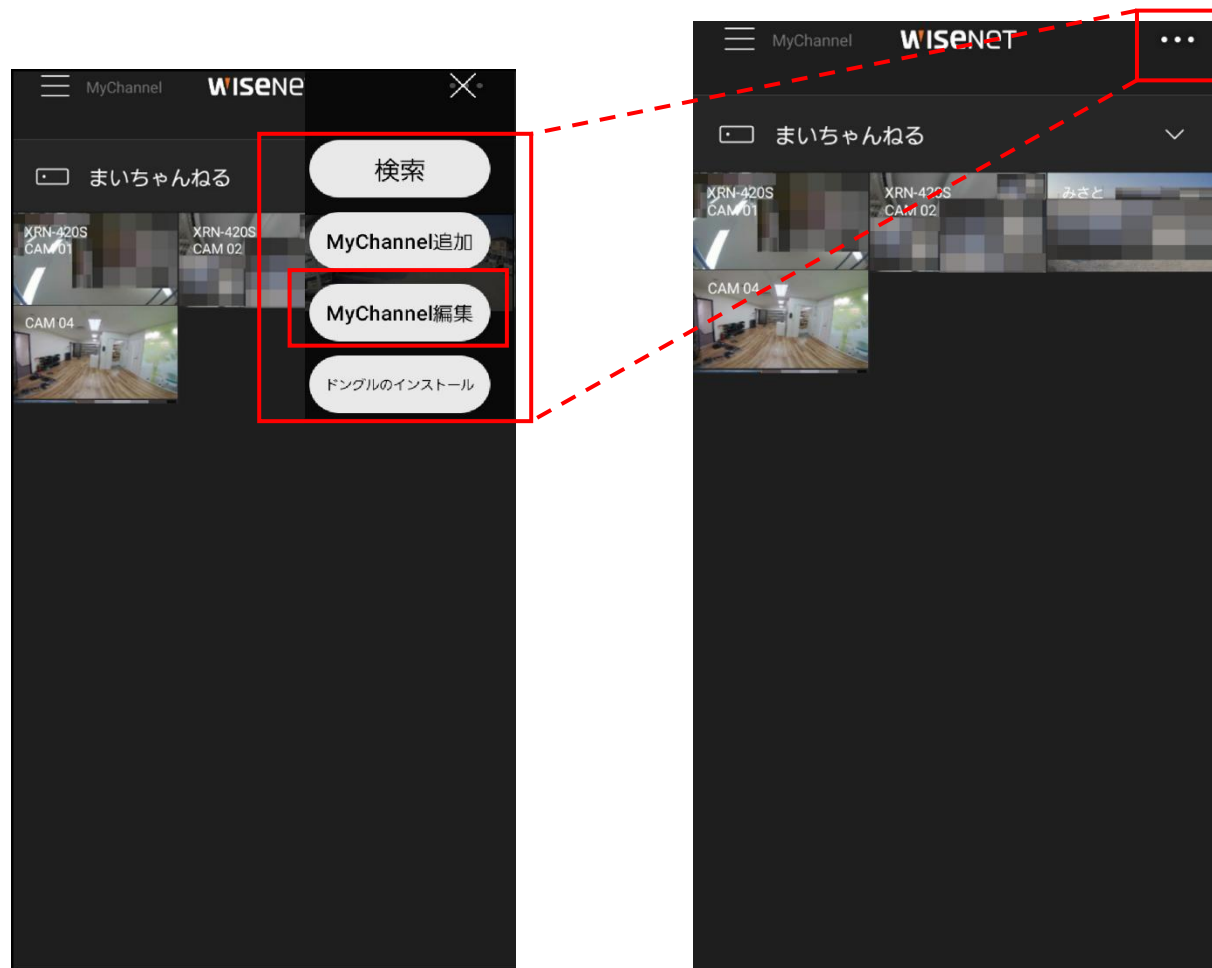 MyChannel
WISENE
検索
まいちゃんねる
MyChannel追加
XRN-420S
CAM 01
XRN-420S
CAM 02
MyChannel編集
CAM 04
ドングルのインストール
MyChannel
WISENET
まいちゃんねる
XRN-420S
CAM 01
XRN-420S
CAM 02
みさと
CAM 04